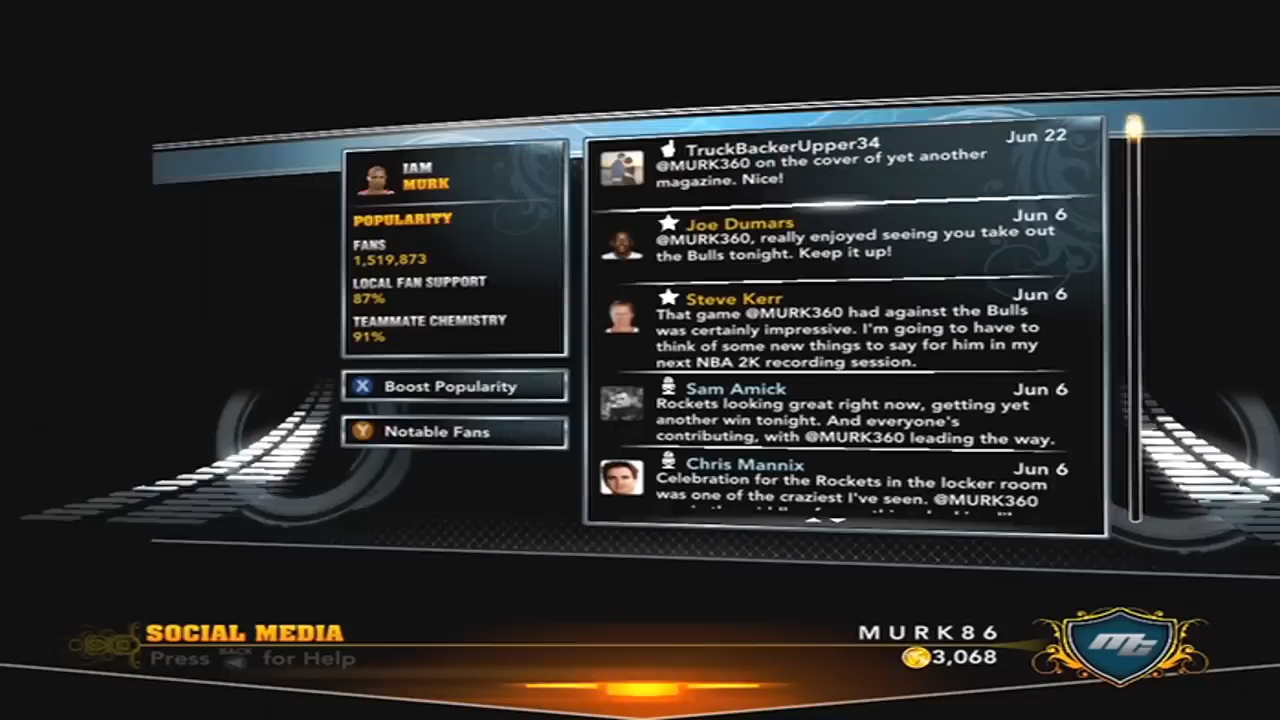 IAM
MURK
POPULARITY
FANS
1,519,873
LOCAL FAN SUPPORT
87%
TEAMMATE CHEMISTRY
91%
X Boost Popularity
Y Notable Fans
TruckBackerUpper34 Jun 22
@MURK360 on the cover of yet another
magazine. Nice!
Joe Dumars Jun 6
@MURK360, really enjoyed seeing you take out
the Bulls tonight. Keep it up!
Steve Kerr Jun 6
That game @MURK360 had against the Bulls
was certainly impressive. I'm going to have to
think of some new things to say for him in my
next NBA 2K recording session.
Sam Amick Jun 6
Rockets looking great right now, getting yet
another win tonight. And everyone's
contributing, with @MURK360 leading the way.
Chris Mannix Jun 6
Celebration for the Rockets in the locker room
was one of the craziest I've seen. @MURK360
SOCIAL MEDIA
Press BACK for Help
MURK86
3,068
MC